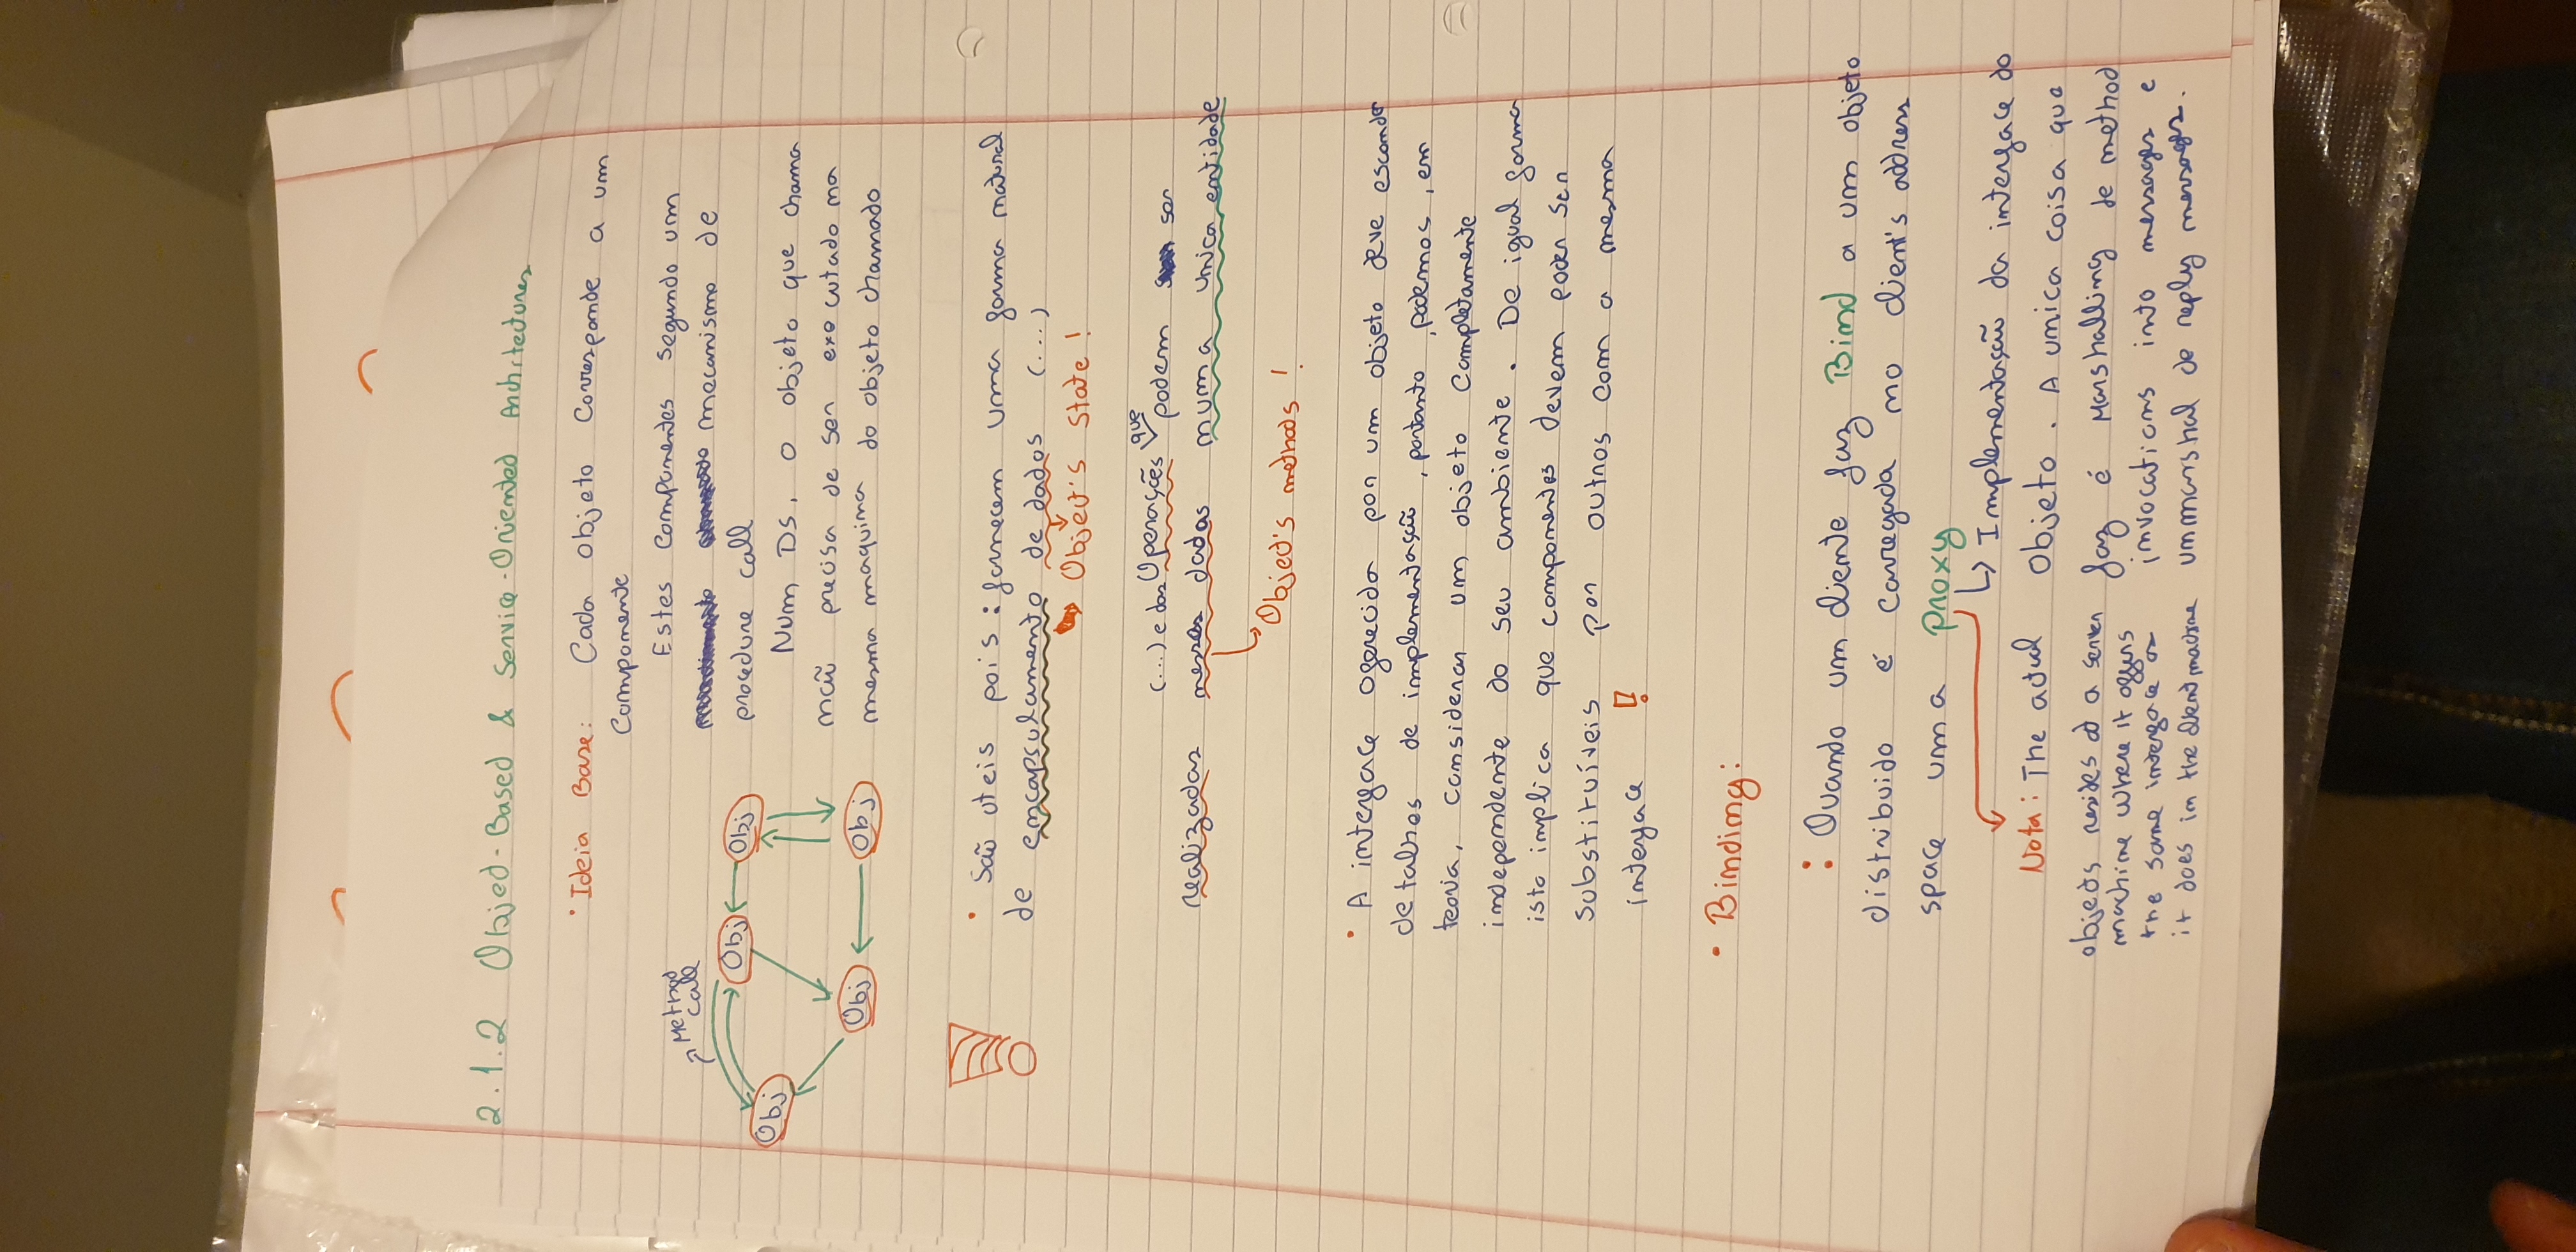 2.1.2 Object-Based & Service-Oriented Architectures
• Ideia Base: Cada objeto corresponde a um
componente
Estes componentes segundo um
mecanismo de
procedure call
Method
call
Obj
Obj
Obj
Obj
Obj
Num DS, o objeto que chama
não precisa de ser executado na
mesma maquina do objeto chamado
• São uteis pois: fornecem uma forma natural
de encapsulamento de dados (...)
Object's state!
(...) e das Operações que podem ser
realizadas nesses dados numa unica entidade
Object's methods!
• A interface oferecida por um objeto deve esconder
detalhes de implementação, portanto, podemos, em
teoria, considerar um objeto completamente
independente do seu ambiente. De igual forma
isto implica que componentes devem poder ser
substituíveis por outros com a mesma
interface !
• Binding:
: Quando um cliente faz Bind a um objeto
distribuido é carregada no client's address
space uma proxy
Implementação da interface do
objeto. A unica coisa que
faz é Marshalling de method
invocations into messages e
unmarshal de reply messages.
Nota: The actual
objects resides at a server
machine where it offers
the same interface as
it does in the client machine